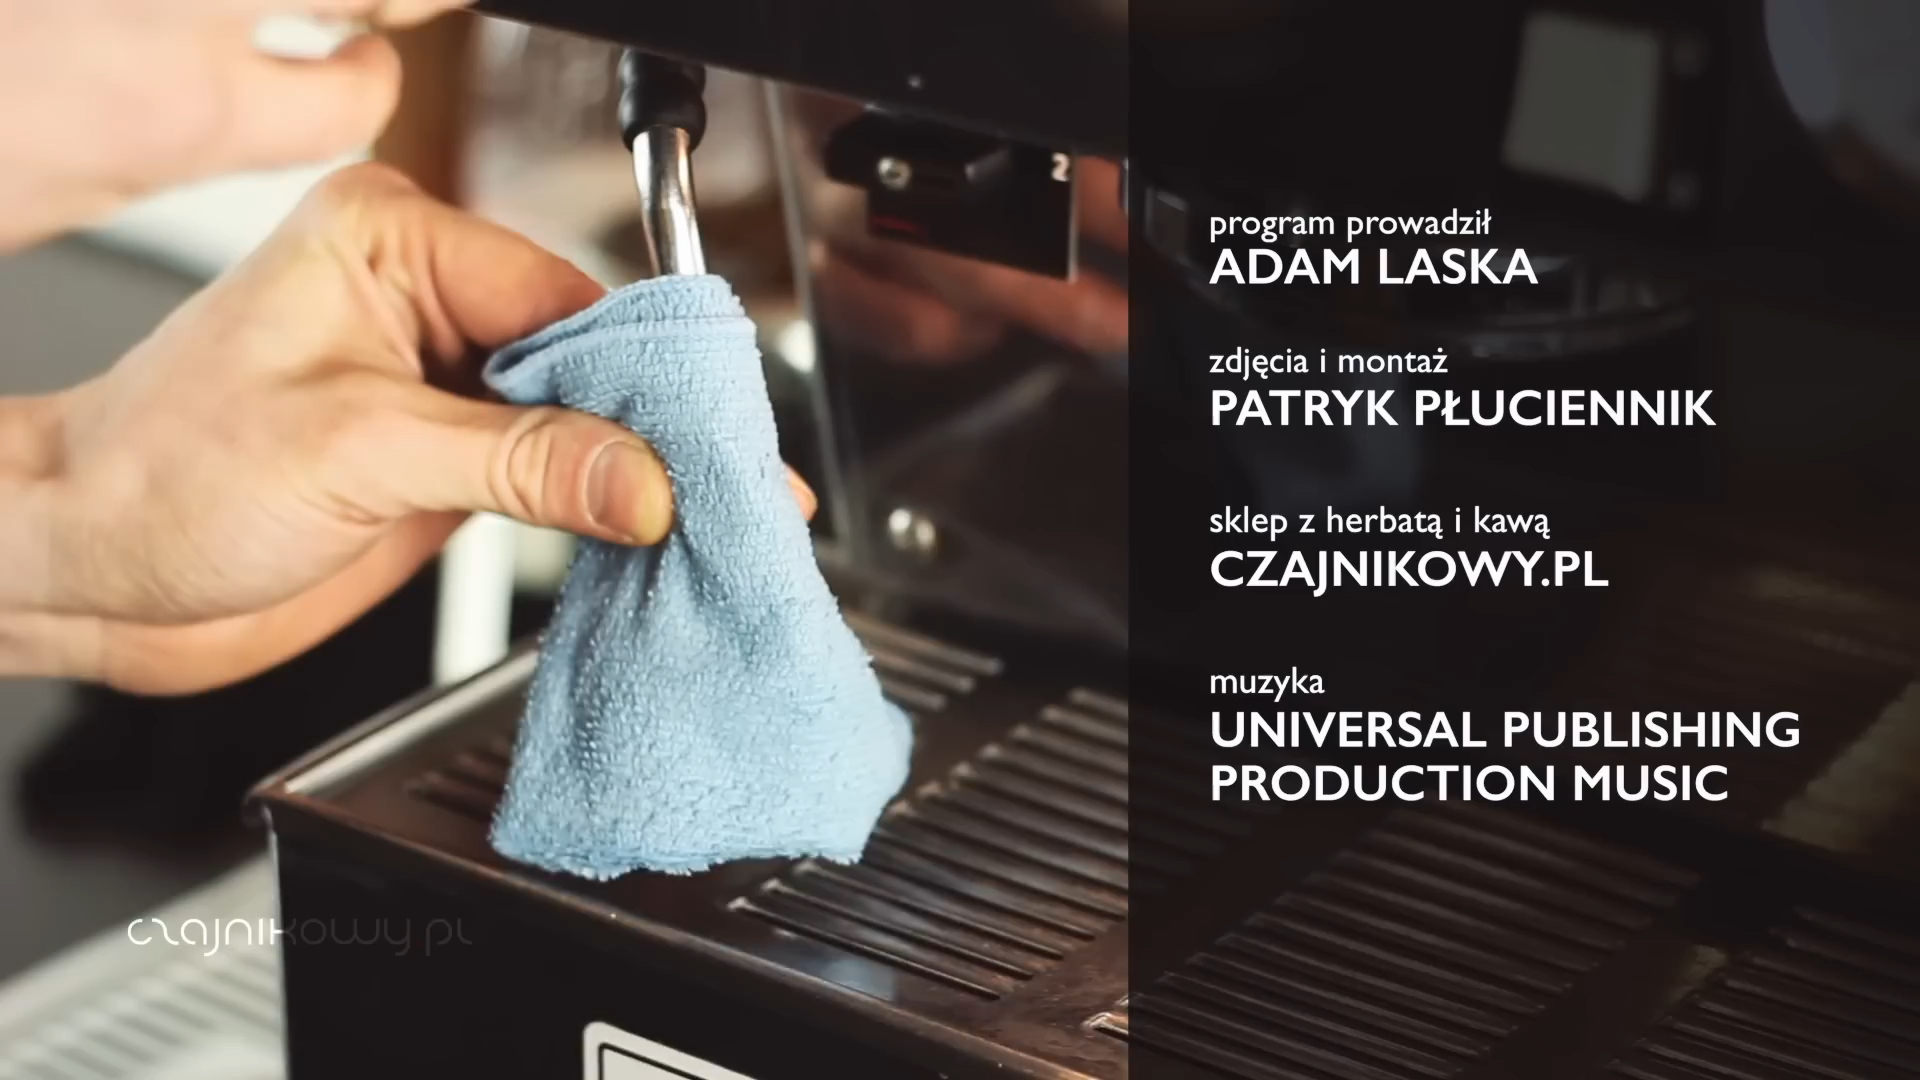 2
program prowadził
ADAM LASKA
zdjęcia i montaż
PATRYK PŁUCIENNIK
sklep z herbatą i kawą
CZAJNIKOWY.PL
muzyka
UNIVERSAL PUBLISHING
PRODUCTION MUSIC
czajnikowy.pl